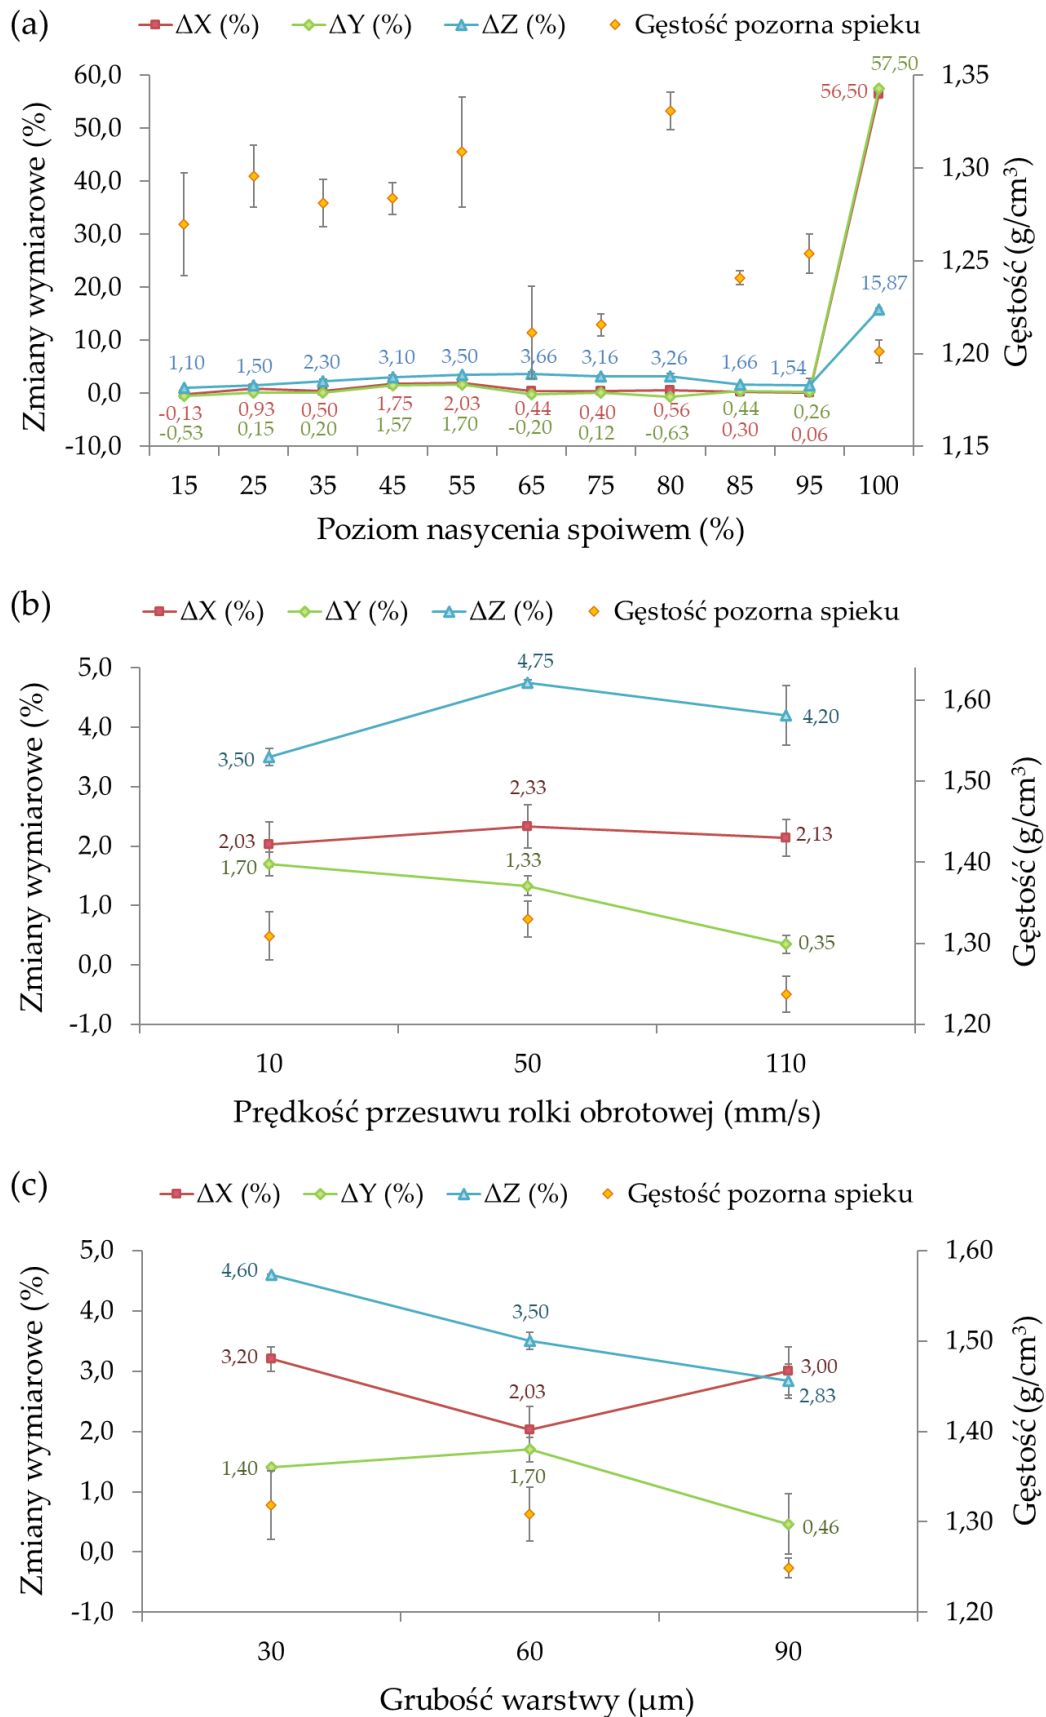 (a)
ΔX (%) ΔY (%) ΔZ (%) Gęstość pozorna spieku
Zmiany wymiarowe (%)
60,0
50,0
40,0
30,0
20,0
10,0
0,0
-10,0
57,50
56,50
15,87
1,10 1,50 2,30 3,10 3,50 3,66 3,16 3,26 1,66 1,54
-0,13 0,93 0,50 1,75 2,03 0,44 0,40 0,56 0,44 0,26
-0,53 0,15 0,20 1,57 1,70 -0,20 0,12 -0,63 0,30 0,06
1,35
1,30
1,25
1,20
1,15
Gęstość (g/cm³)
15 25 35 45 55 65 75 80 85 95 100
Poziom nasycenia spoiwem (%)
(b)
ΔX (%) ΔY (%) ΔZ (%) Gęstość pozorna spieku
Zmiany wymiarowe (%)
5,0
4,0
3,0
2,0
1,0
0,0
-1,0
3,50 4,75 4,20
2,03 2,33 2,13
1,70 1,33 0,35
1,60
1,50
1,40
1,30
1,20
Gęstość (g/cm³)
10 50 110
Prędkość przesuwu rolki obrotowej (mm/s)
(c)
ΔX (%) ΔY (%) ΔZ (%) Gęstość pozorna spieku
Zmiany wymiarowe (%)
5,0
4,0
3,0
2,0
1,0
0,0
-1,0
4,60 3,50 2,83
3,20 2,03 3,00
1,40 1,70 0,46
1,60
1,50
1,40
1,30
1,20
Gęstość (g/cm³)
30 60 90
Grubość warstwy (μm)